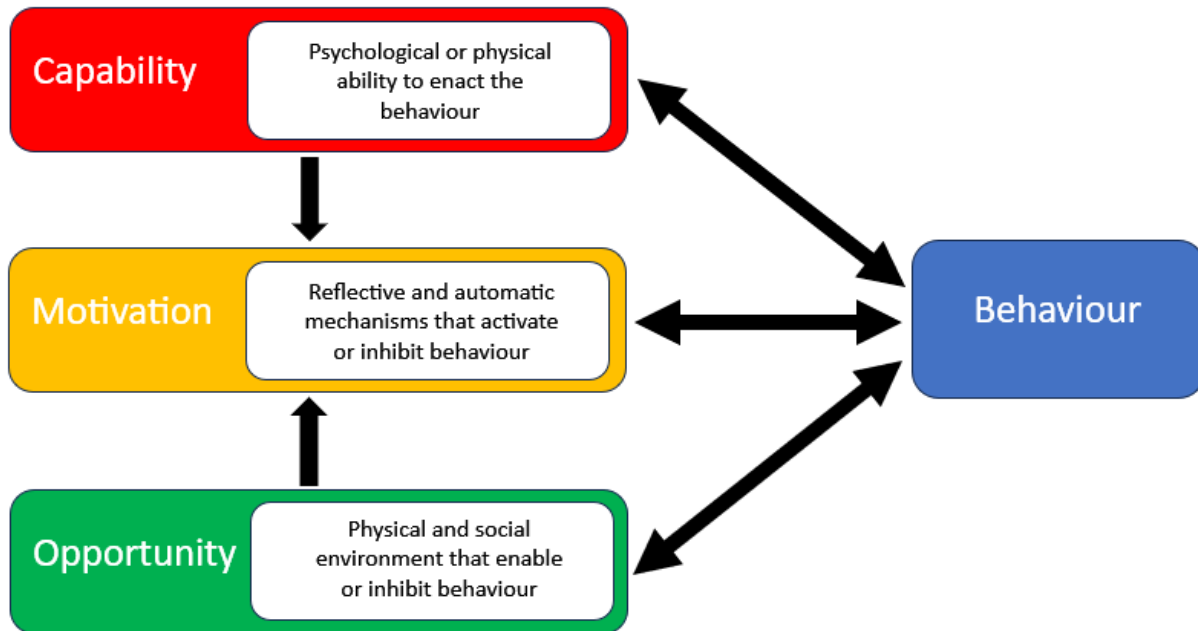 Capability
Psychological or physical
ability to enact the
behaviour
Motivation
Reflective and automatic
mechanisms that activate
or inhibit behaviour
Behaviour
Opportunity
Physical and social
environment that enable
or inhibit behaviour